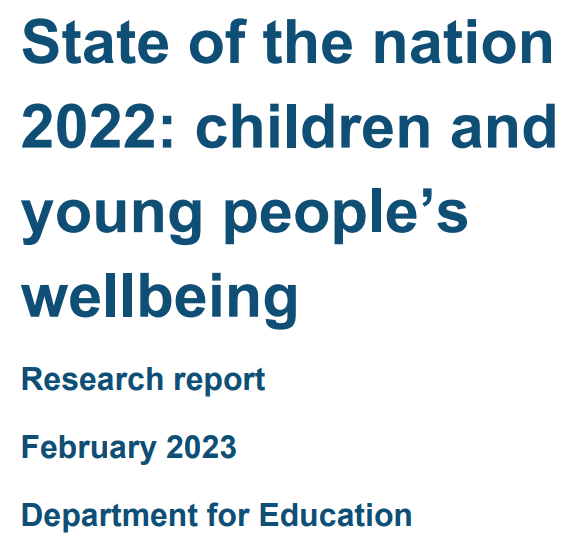 State of the nation
2022: children and
young people’s
wellbeing
Research report
February 2023
Department for Education